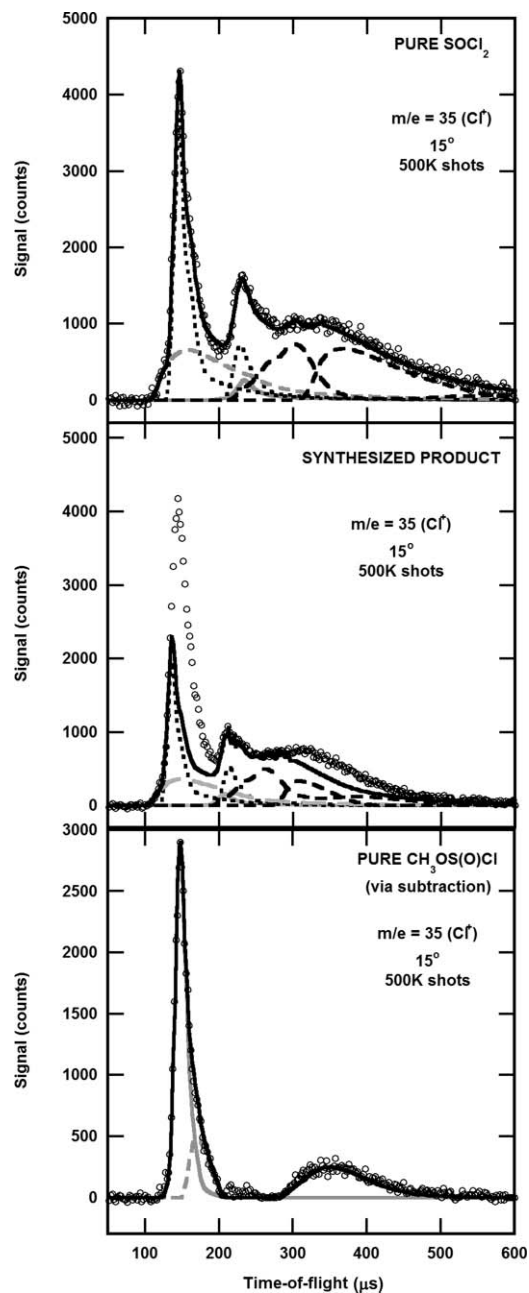 5000
4000
3000
2000
1000
0
Signal (counts)
PURE SOCl₂
m/e = 35 (Cl⁺)
15°
500K shots
5000
4000
3000
2000
1000
0
Signal (counts)
SYNTHESIZED PRODUCT
m/e = 35 (Cl⁺)
15°
500K shots
3000
2500
2000
1500
1000
500
0
Signal (counts)
PURE CH₃OS(O)Cl
(via subtraction)
m/e = 35 (Cl⁺)
15°
500K shots
100 200 300 400 500 600
Time-of-flight (μs)